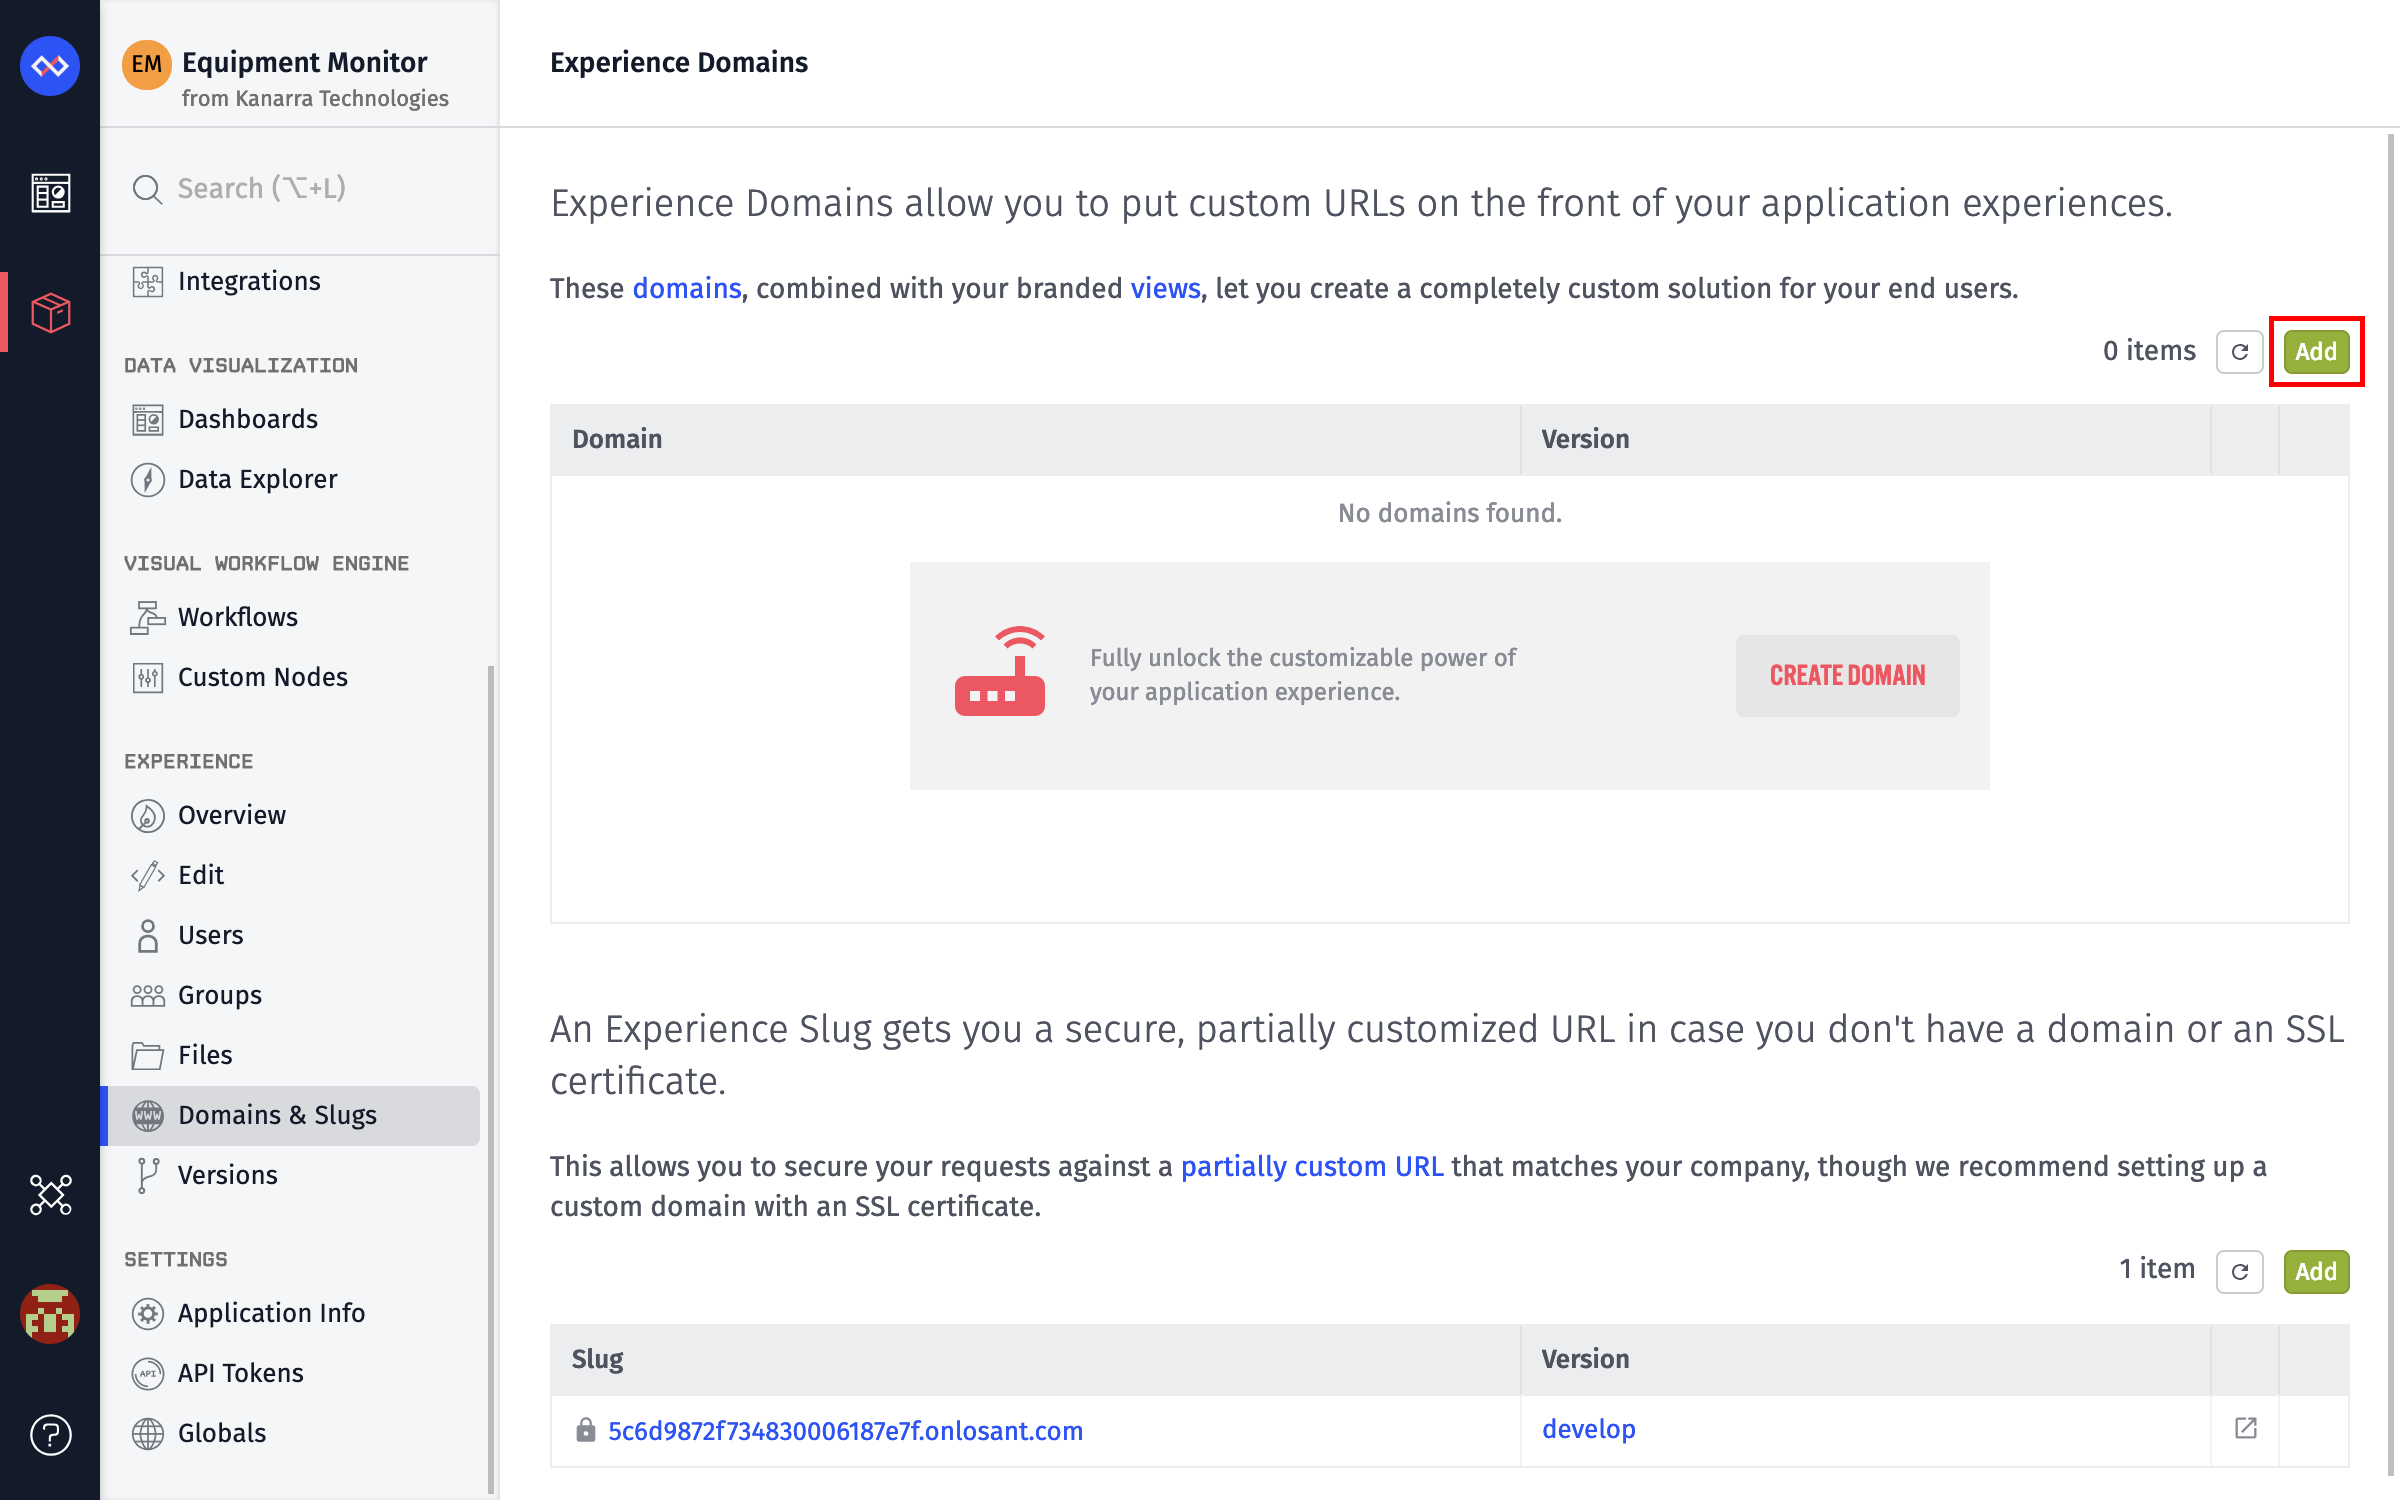 EM
Equipment Monitor
from Kanarra Technologies
Search (⌥+L)
Integrations
DATA VISUALIZATION
Dashboards
Data Explorer
VISUAL WORKFLOW ENGINE
Workflows
Custom Nodes
EXPERIENCE
Overview
Edit
Users
Groups
Files
WWW
Domains & Slugs
Versions
SETTINGS
Application Info
API
API Tokens
Globals
?
Experience Domains
Experience Domains allow you to put custom URLs on the front of your application experiences.
These domains, combined with your branded views, let you create a completely custom solution for your end users.
0 items
Add
Domain
Version
No domains found.
Fully unlock the customizable power of
your application experience.
CREATE DOMAIN
An Experience Slug gets you a secure, partially customized URL in case you don't have a domain or an SSL
certificate.
This allows you to secure your requests against a partially custom URL that matches your company, though we recommend setting up a
custom domain with an SSL certificate.
1 item
Add
Slug
Version
5c6d9872f734830006187e7f.onlosant.com
develop